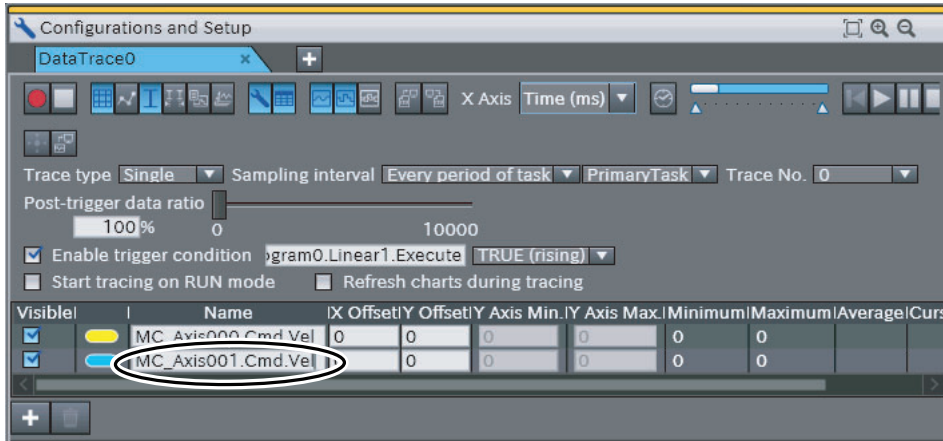 Configurations and Setup
DataTrace0 × +
X Axis Time (ms)
Trace type Single Sampling interval Every period of task PrimaryTask Trace No. 0
Post-trigger data ratio
100 % 0 10000
Enable trigger condition ogram0.Linear1.Execute TRUE (rising)
Start tracing on RUN mode Refresh charts during tracing
Visible Name X Offset Y Offset Y Axis Min. Y Axis Max. Minimum Maximum Average Curs
MC_Axis000.Cmd.Vel 0 0 0 0 0 0
MC_Axis001.Cmd.Vel 0 0 0 0 0
+